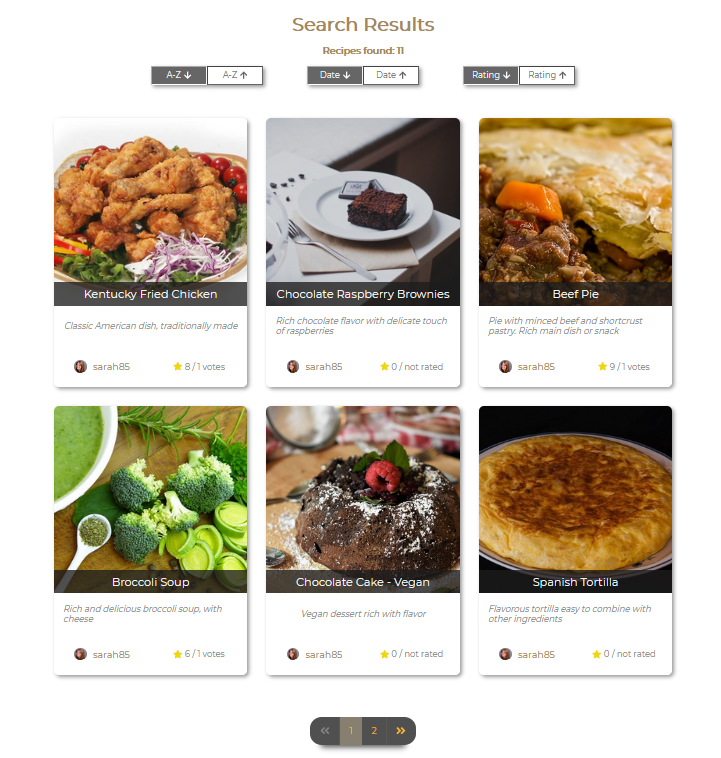 Search Results
Recipes found: 11
A-Z ↓ A-Z ↑ Date ↓ Date ↑ Rating ↓ Rating ↑
Kentucky Fried Chicken
Classic American dish, traditionally made
sarah85 8 / 1 votes
Chocolate Raspberry Brownies
Rich chocolate flavor with delicate touch
of raspberries
sarah85 0 / not rated
Beef Pie
Pie with minced beef and shortcrust
pastry. Rich main dish or snack
sarah85 9 / 1 votes
Broccoli Soup
Rich and delicious broccoli soup, with
cheese
sarah85 6 / 1 votes
Chocolate Cake - Vegan
Vegan dessert rich with flavor
sarah85 0 / not rated
Spanish Tortilla
Flavorous tortilla easy to combine with
other ingredients
sarah85 0 / not rated
« 1 2 »